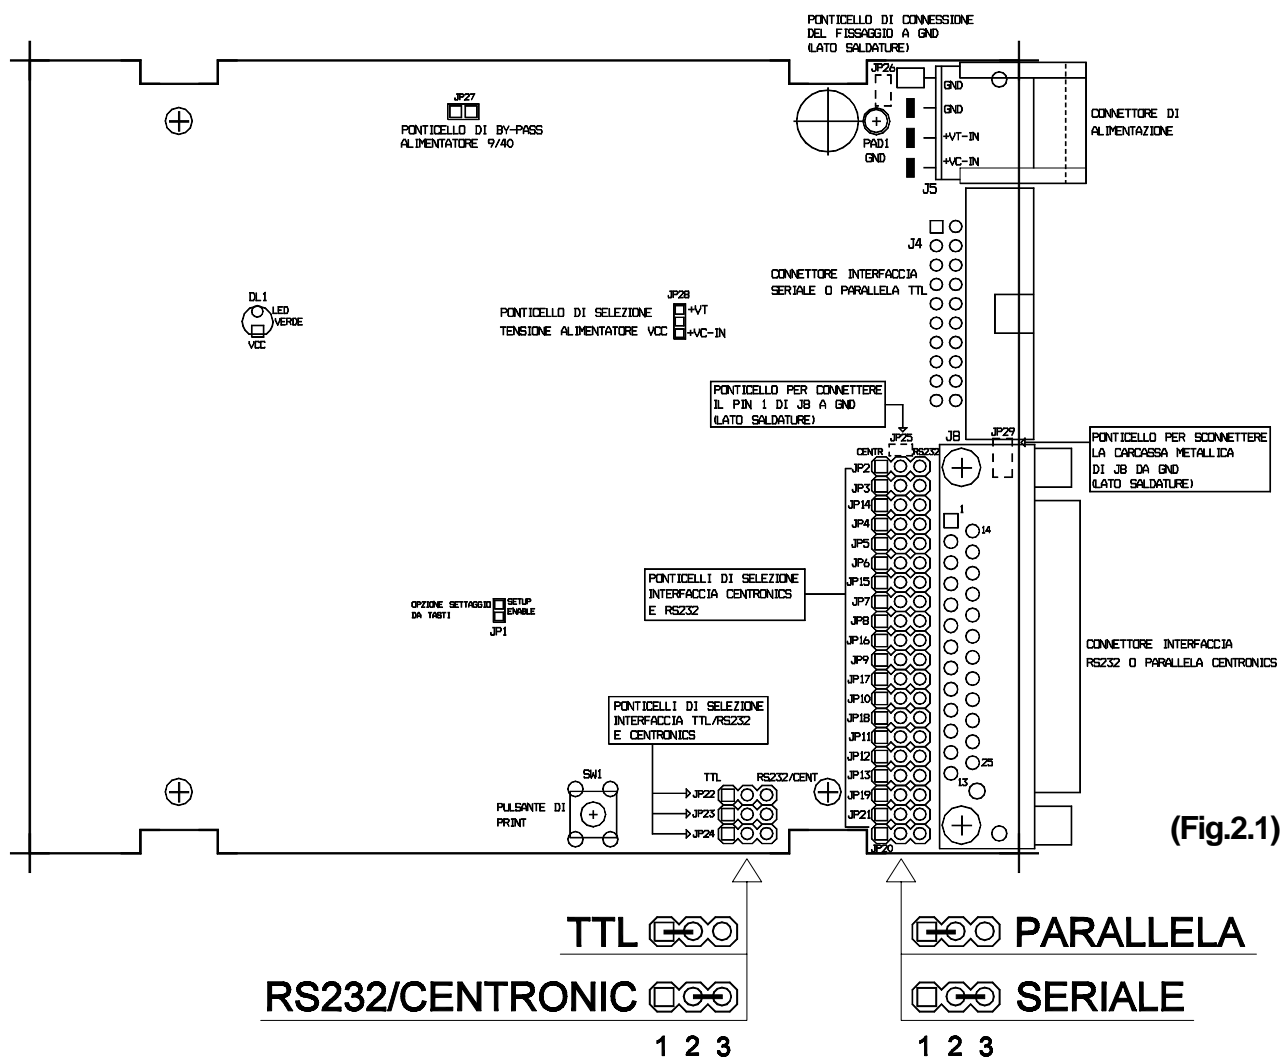 PONTICELLO DI CONNESSIONE
DEL FISSAGGIO A GND
(LATO SALDATURE)
JP26
GND
GND
+VT-IN
+VC-IN
PAD1
GND
J5
CONNETTORE DI
ALIMENTAZIONE
JP27
PONTICELLO DI BY-PASS
ALIMENTATORE 9/40
J4
CONNETTORE INTERFACCIA
SERIALE O PARALLELA TTL
DL1
LED
VERDE
VCC
JP28
+VT
+VC-IN
PONTICELLO DI SELEZIONE
TENSIONE ALIMENTATORE VCC
PONTICELLO PER CONNETTERE
IL PIN 1 DI J8 A GND
(LATO SALDATURE)
JP25
J8
JP29
PONTICELLO PER SCONNETTERE
LA CARCASSA METALLICA
DI J8 DA GND
(LATO SALDATURE)
CENTR
RS232
JP2
JP3
JP14
JP4
JP5
JP6
JP15
JP7
JP8
JP16
JP9
JP17
JP10
JP18
JP11
JP12
JP13
JP19
JP21
JP20
1
14
25
13
PONTICELLI DI SELEZIONE
INTERFACCIA CENTRONICS
E RS232
OPZIONE SETTAGGIO
DA TASTI
SETUP
ENABLE
JP1
CONNETTORE INTERFACCIA
RS232 O PARALLELA CENTRONICS
PONTICELLI DI SELEZIONE
INTERFACCIA TTL/RS232
E CENTRONICS
SW1
PULSANTE DI
PRINT
TTL
RS232/CENT
JP22
JP23
JP24
(Fig.2.1)
TTL
PARALLELA
RS232/CENTRONIC
SERIALE
1 2 3
1 2 3